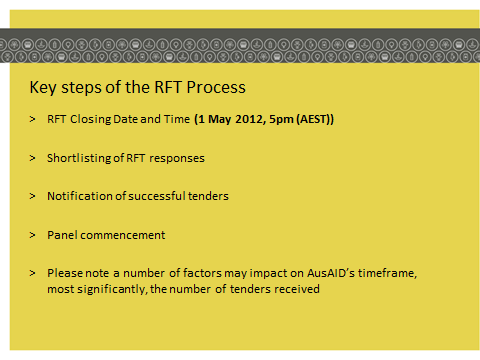 Key steps of the RFT Process
> RFT Closing Date and Time (1 May 2012, 5pm (AEST))
> Shortlisting of RFT responses
> Notification of successful tenders
> Panel commencement
> Please note a number of factors may impact on AusAID's timeframe,
most significantly, the number of tenders received